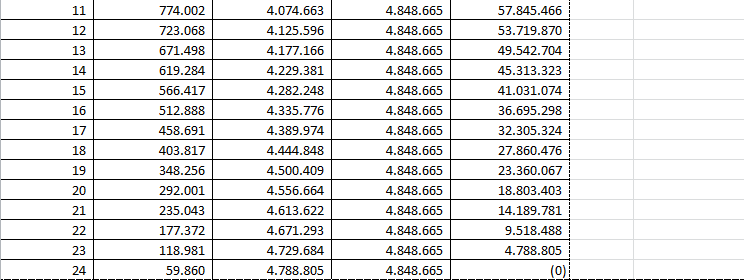 11 774.002 4.074.663 4.848.665 57.845.466
12 723.068 4.125.596 4.848.665 53.719.870
13 671.498 4.177.166 4.848.665 49.542.704
14 619.284 4.229.381 4.848.665 45.313.323
15 566.417 4.282.248 4.848.665 41.031.074
16 512.888 4.335.776 4.848.665 36.695.298
17 458.691 4.389.974 4.848.665 32.305.324
18 403.817 4.444.848 4.848.665 27.860.476
19 348.256 4.500.409 4.848.665 23.360.067
20 292.001 4.556.664 4.848.665 18.803.403
21 235.043 4.613.622 4.848.665 14.189.781
22 177.372 4.671.293 4.848.665 9.518.488
23 118.981 4.729.684 4.848.665 4.788.805
24 59.860 4.788.805 4.848.665 (0)